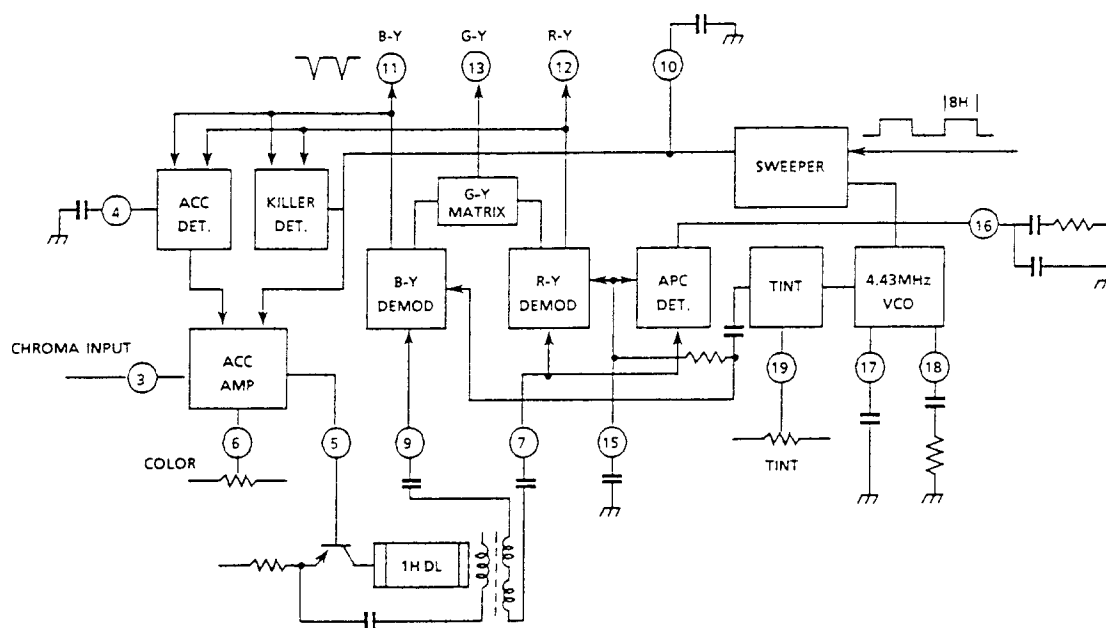 B-Y
G-Y
R-Y
11
13
12
10
|8H|
SWEEPER
4
ACC
DET.
KILLER
DET.
G-Y
MATRIX
16
B-Y
DEMOD
R-Y
DEMOD
APC
DET.
TINT
4.43MHz
VCO
CHROMA INPUT
3
ACC
AMP
19
17
18
6
5
9
7
15
COLOR
TINT
1H DL